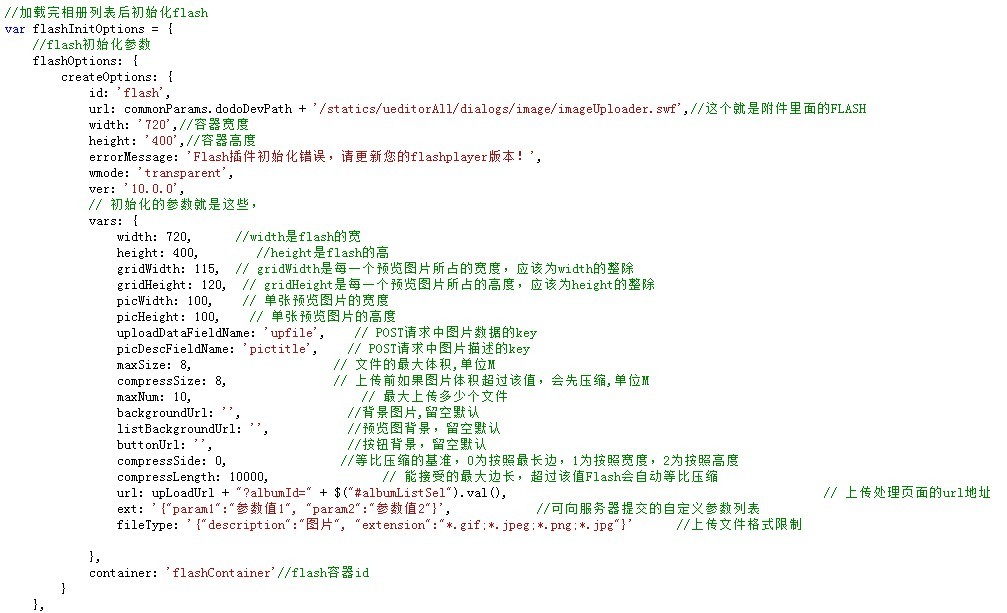 //加载完相册列表后初始化flash
var flashInitOptions = {
//flash初始化参数
flashOptions: {
createOptions: {
id: 'flash',
url: commonParams.dodoDevPath + '/statics/ueditorAll/dialogs/image/imageUploader.swf',//这个就是附件里面的FLASH
width: '720',//容器宽度
height: '400',//容器高度
errorMessage: 'Flash插件初始化错误，请更新您的flashplayer版本！',
wmode: 'transparent',
ver: '10.0.0',
// 初始化的参数就是这些，
vars: {
width: 720, //width是flash的宽
height: 400, //height是flash的高
gridWidth: 115, // gridWidth是每一个预览图片所占的宽度，应该为width的整除
gridHeight: 120, // gridHeight是每一个预览图片所占的高度，应该为height的整除
picWidth: 100, // 单张预览图片的宽度
picHeight: 100, // 单张预览图片的高度
uploadDataFieldName: 'upfile', // POST请求中图片数据的key
picDescFieldName: 'pictitle', // POST请求中图片描述的key
maxSize: 8, // 文件的最大体积,单位M
compressSize: 8, // 上传前如果图片体积超过该值，会先压缩,单位M
maxNum: 10, // 最大上传多少个文件
backgroundUrl: '', //背景图片,留空默认
listBackgroundUrl: '', //预览图背景，留空默认
buttonUrl: '', //按钮背景，留空默认
compressSide: 0, //等比压缩的基准，0为按照最长边，1为按照宽度，2为按照高度
compressLength: 10000, // 能接受的最大边长，超过该值Flash会自动等比压缩
url: upLoadUrl + "?albumId=" + $("#albumListSel").val(), // 上传处理页面的url地址
ext: '{"param1":"参数值1", "param2":"参数值2"}', //可向服务器提交的自定义参数列表
fileType: '{"description":"图片", "extension":"*.gif;*.jpeg;*.png;*.jpg"}' //上传文件格式限制
},
container: 'flashContainer'//flash容器id
}
},